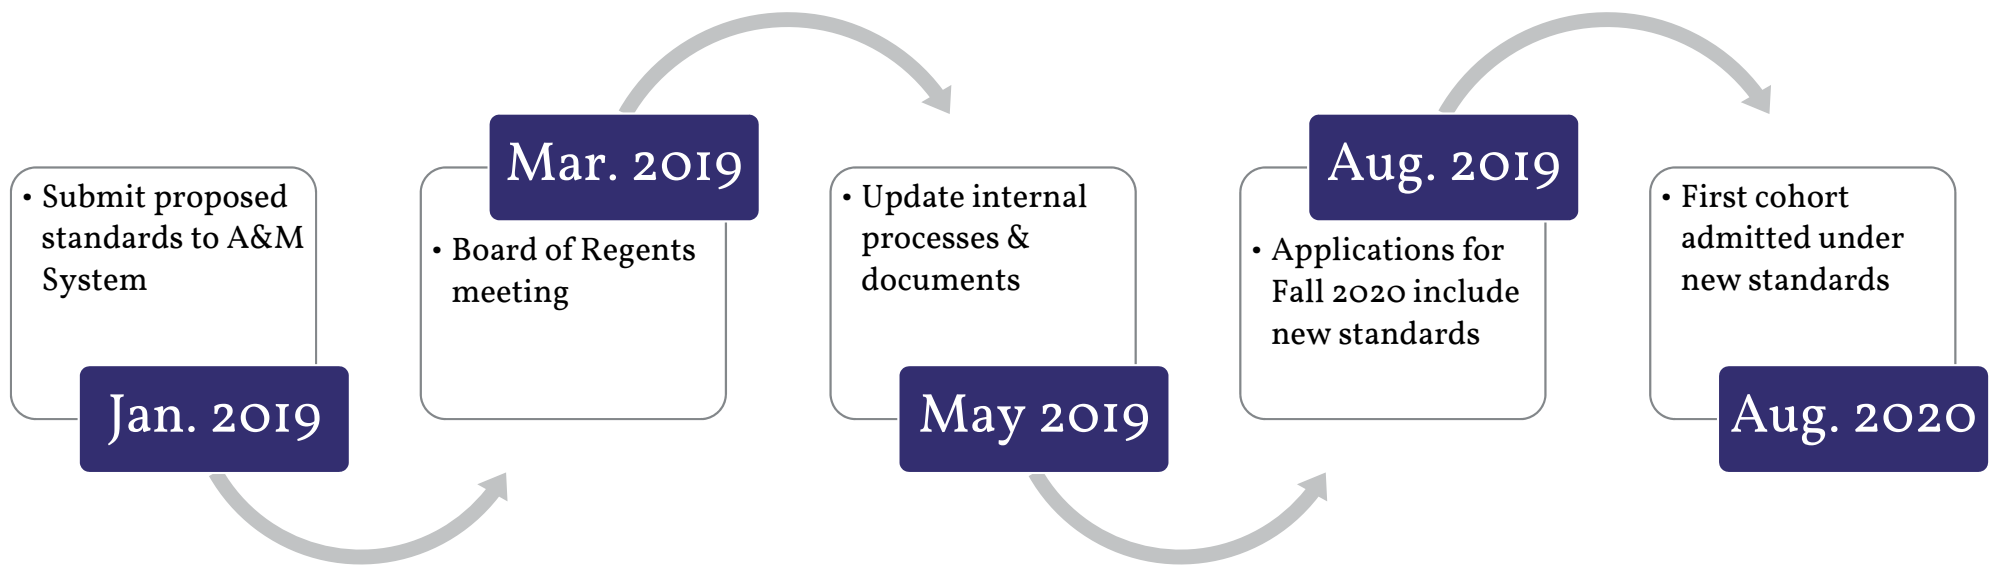 • Submit proposed
standards to A&M
System
Jan. 2019
Mar. 2019
• Board of Regents
meeting
• Update internal
processes &
documents
May 2019
Aug. 2019
• Applications for
Fall 2020 include
new standards
• First cohort
admitted under
new standards
Aug. 2020